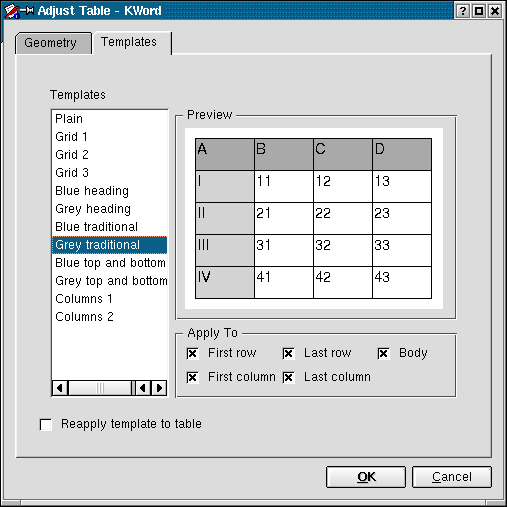 Adjust Table - KWord
Geometry
Templates
Templates
Plain
Grid 1
Grid 2
Grid 3
Blue heading
Grey heading
Blue traditional
Grey traditional
Blue top and bottom
Grey top and bottom
Columns 1
Columns 2
Preview
A B C D
I 11 12 13
II 21 22 23
III 31 32 33
IV 41 42 43
Apply To
First row Last row Body
First column Last column
Reapply template to table
OK Cancel